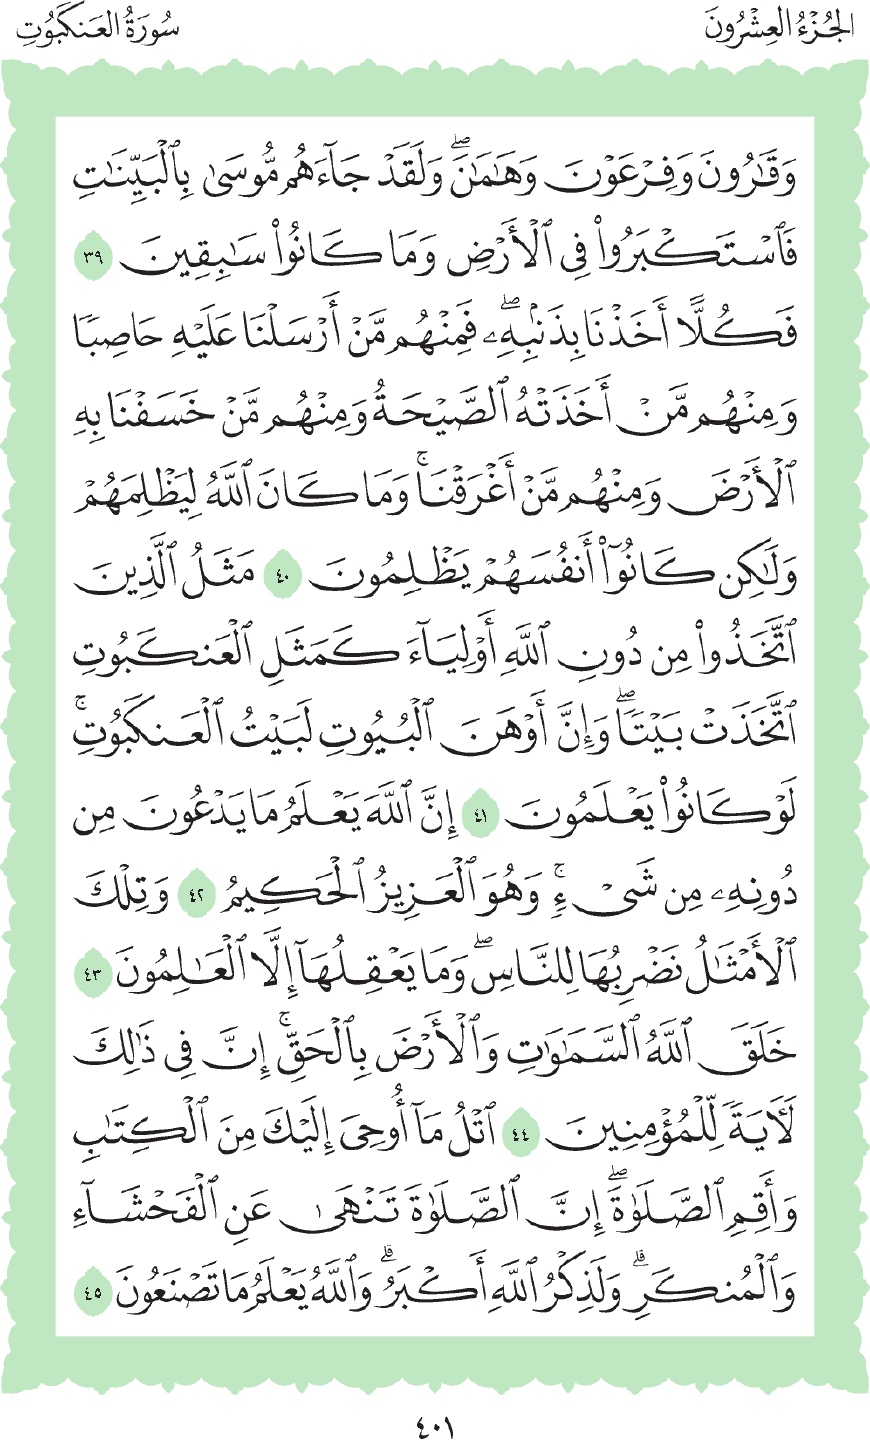 الجُزْءُ العِشْرُونَ
سُورَةُ العَنكَبُوتِ
وَقَٰرُونَ وَفِرْعَوْنَ وَهَٰمَٰنَۖ وَلَقَدْ جَآءَهُم مُّوسَىٰ بِٱلْبَيِّنَٰتِ
فَٱسْتَكْبَرُوا۟ فِى ٱلْأَرْضِ وَمَا كَانُوا۟ سَٰبِقِينَ ٣٩
فَكُلًّا أَخَذْنَا بِذَنۢبِهِۦۖ فَمِنْهُم مَّنْ أَرْسَلْنَا عَلَيْهِ حَاصِبًا
وَمِنْهُم مَّنْ أَخَذَتْهُ ٱلصَّيْحَةُ وَمِنْهُم مَّنْ خَسَفْنَا بِهِ
ٱلْأَرْضَ وَمِنْهُم مَّنْ أَغْرَقْنَاۚ وَمَا كَانَ ٱللَّهُ لِيَظْلِمَهُمْ
وَلَٰكِن كَانُوٓا۟ أَنفُسَهُمْ يَظْلِمُونَ ٤٠ مَثَلُ ٱلَّذِينَ
ٱتَّخَذُوا۟ مِن دُونِ ٱللَّهِ أَوْلِيَآءَ كَمَثَلِ ٱلْعَنكَبُوتِ
ٱتَّخَذَتْ بَيْتًاۖ وَإِنَّ أَوْهَنَ ٱلْبُيُوتِ لَبَيْتُ ٱلْعَنكَبُوتِۚ
لَوْ كَانُوا۟ يَعْلَمُونَ ٤١ إِنَّ ٱللَّهَ يَعْلَمُ مَا يَدْعُونَ مِن
دُونِهِۦ مِن شَىْءٍۚ وَهُوَ ٱلْعَزِيزُ ٱلْحَكِيمُ ٤٢ وَتِلْكَ
ٱلْأَمْثَٰلُ نَضْرِبُهَا لِلنَّاسِۖ وَمَا يَعْقِلُهَآ إِلَّا ٱلْعَٰلِمُونَ ٤٣
خَلَقَ ٱللَّهُ ٱلسَّمَٰوَٰتِ وَٱلْأَرْضَ بِٱلْحَقِّۚ إِنَّ فِى ذَٰلِكَ
لَءَايَةً لِّلْمُؤْمِنِينَ ٤٤ ٱتْلُ مَآ أُوحِىَ إِلَيْكَ مِنَ ٱلْكِتَٰبِ
وَأَقِمِ ٱلصَّلَوٰةَۖ إِنَّ ٱلصَّلَوٰةَ تَنْهَىٰ عَنِ ٱلْفَحْشَآءِ
وَٱلْمُنكَرِۗ وَلَذِكْرُ ٱللَّهِ أَكْبَرُۗ وَٱللَّهُ يَعْلَمُ مَا تَصْنَعُونَ ٤٥
٤٠١